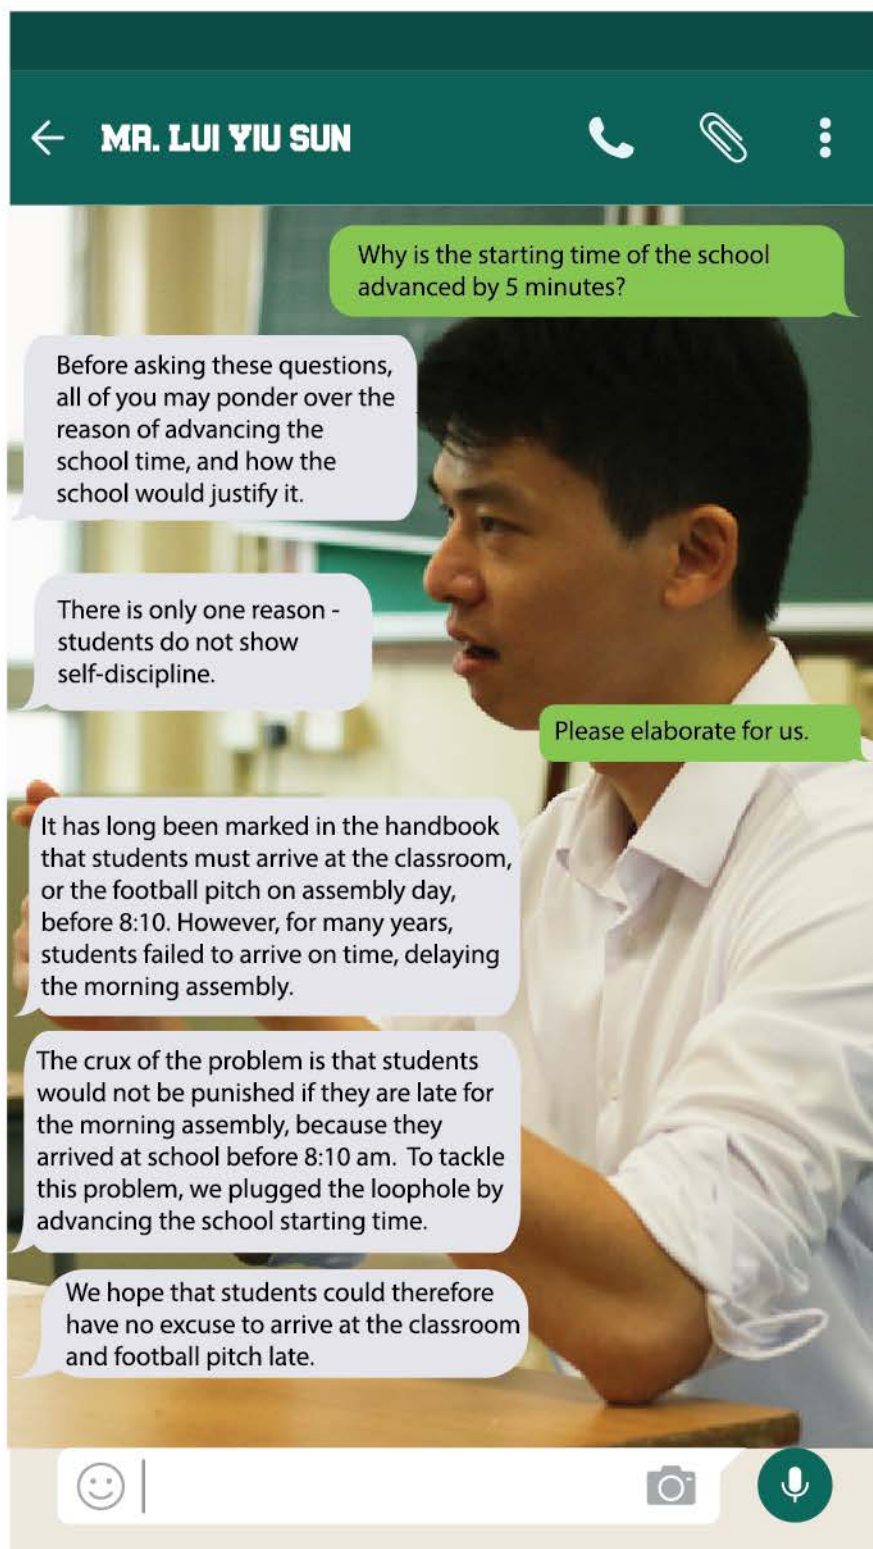 MR. LUI YIU SUN
Why is the starting time of the school
advanced by 5 minutes?
Before asking these questions,
all of you may ponder over the
reason of advancing the
school time, and how the
school would justify it.
There is only one reason -
students do not show
self-discipline.
Please elaborate for us.
It has long been marked in the handbook
that students must arrive at the classroom,
or the football pitch on assembly day,
before 8:10. However, for many years,
students failed to arrive on time, delaying
the morning assembly.
The crux of the problem is that students
would not be punished if they are late for
the morning assembly, because they
arrived at school before 8:10 am. To tackle
this problem, we plugged the loophole by
advancing the school starting time.
We hope that students could therefore
have no excuse to arrive at the classroom
and football pitch late.